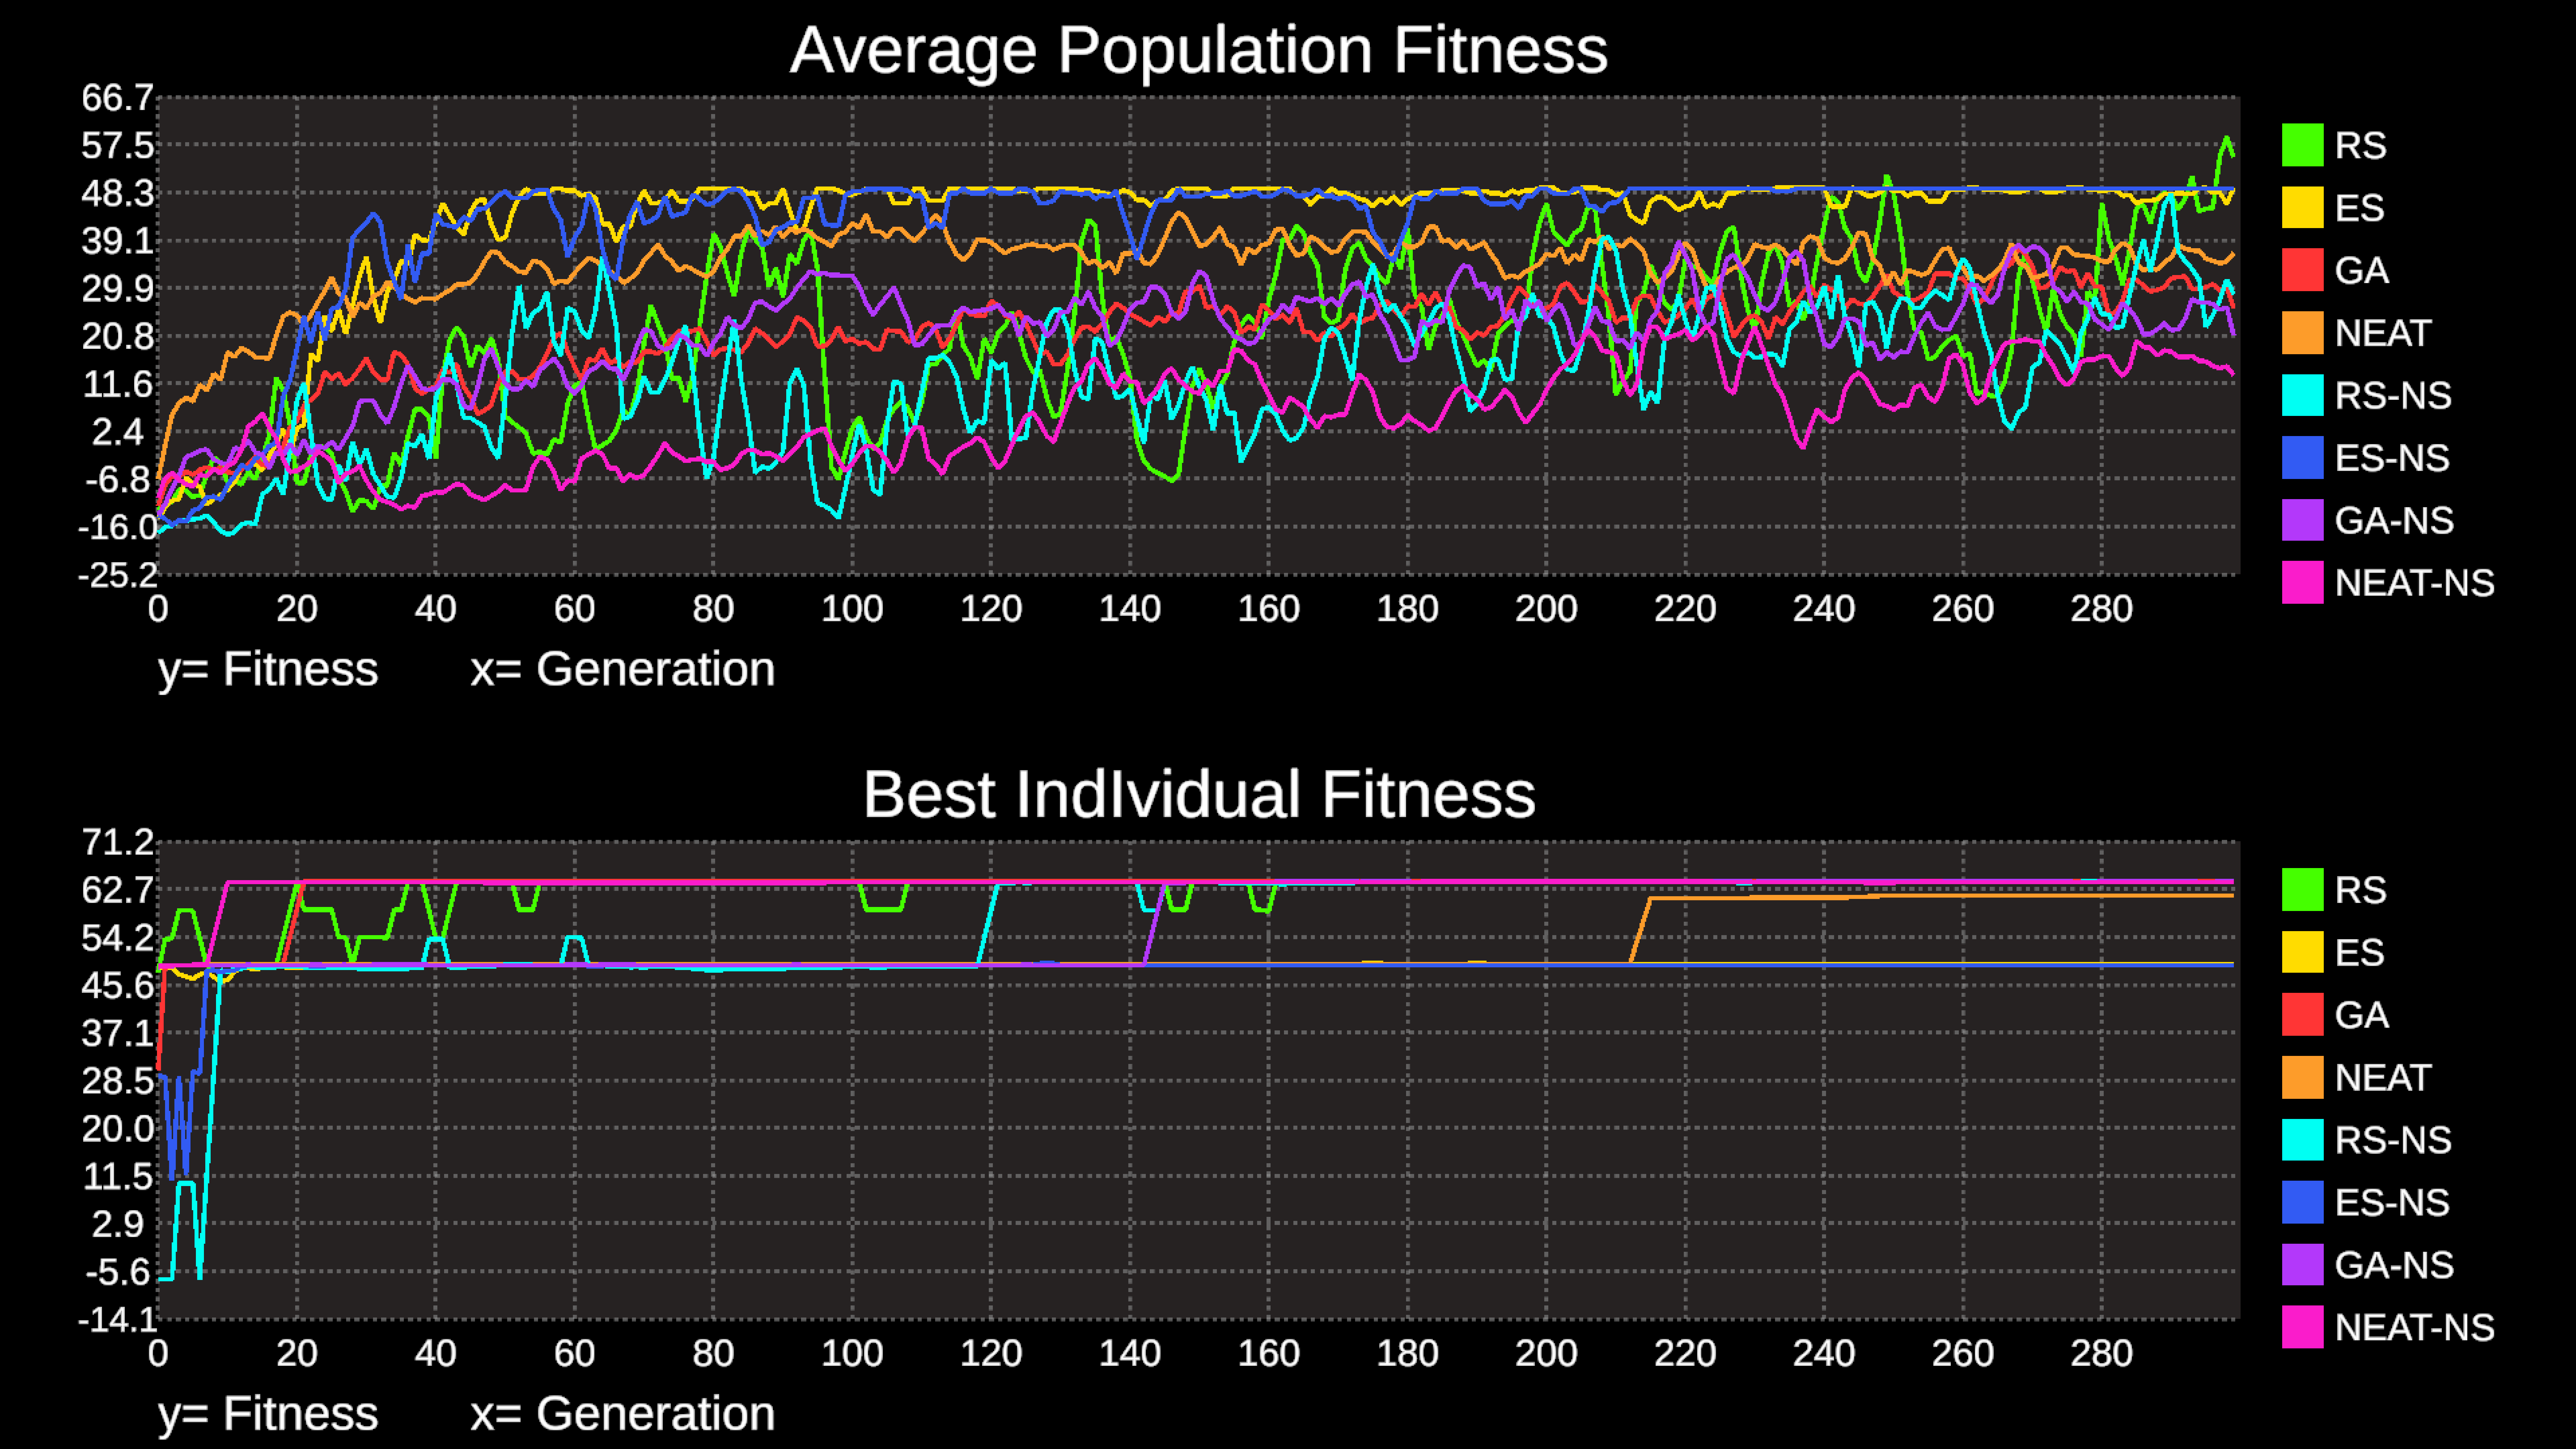 Average Population Fitness
66.7
57.5
48.3
39.1
29.9
20.8
11.6
2.4
-6.8
-16.0
-25.2
0 20 40 60 80 100 120 140 160 180 200 220 240 260 280
y= Fitness x= Generation
RS
ES
GA
NEAT
RS-NS
ES-NS
GA-NS
NEAT-NS
Best IndIvidual Fitness
71.2
62.7
54.2
45.6
37.1
28.5
20.0
11.5
2.9
-5.6
-14.1
0 20 40 60 80 100 120 140 160 180 200 220 240 260 280
y= Fitness x= Generation
RS
ES
GA
NEAT
RS-NS
ES-NS
GA-NS
NEAT-NS